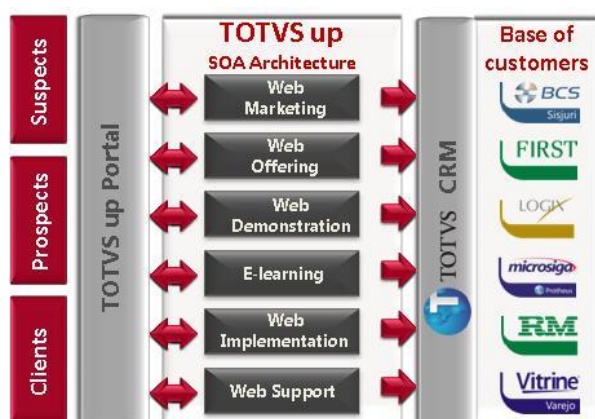 Suspects
Prospects
Clients
TOTVS up Portal
TOTVS up
SOA Architecture
Web
Marketing
Web
Offering
Web
Demonstration
E-learning
Web
Implementation
Web Support
TOTVS CRM
Base of
customers
BCS
Sisjuri
FIRST
LOGIX
microsiga
Protheus
RM
Vitrine
Varejo